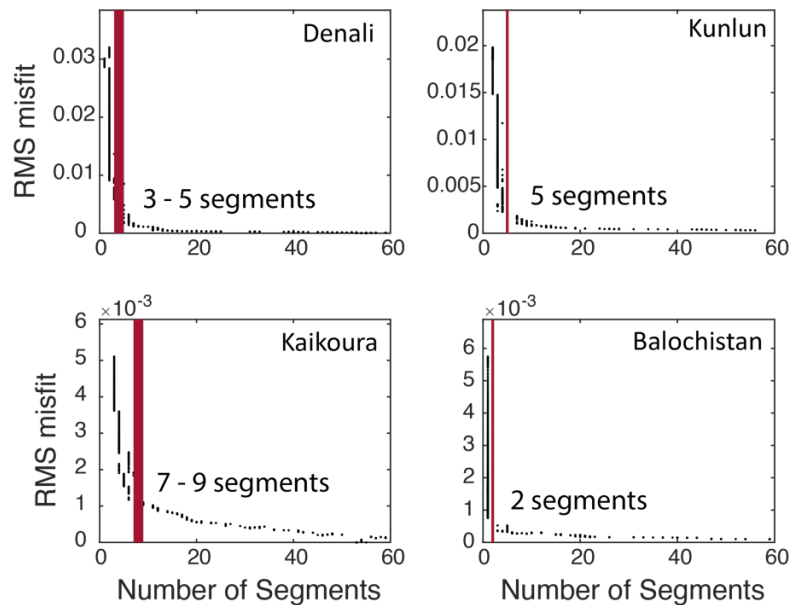 Denali
RMS misfit
0.03
0.02
0.01
0
3 - 5 segments
0 20 40 60
Kunlun
0.02
0.015
0.01
0.005
0
5 segments
0 20 40 60
×10⁻³
Kaikoura
RMS misfit
6
5
4
3
2
1
0
7 - 9 segments
0 20 40 60
Number of Segments
×10⁻³
Balochistan
6
5
4
3
2
1
0
2 segments
0 20 40 60
Number of Segments